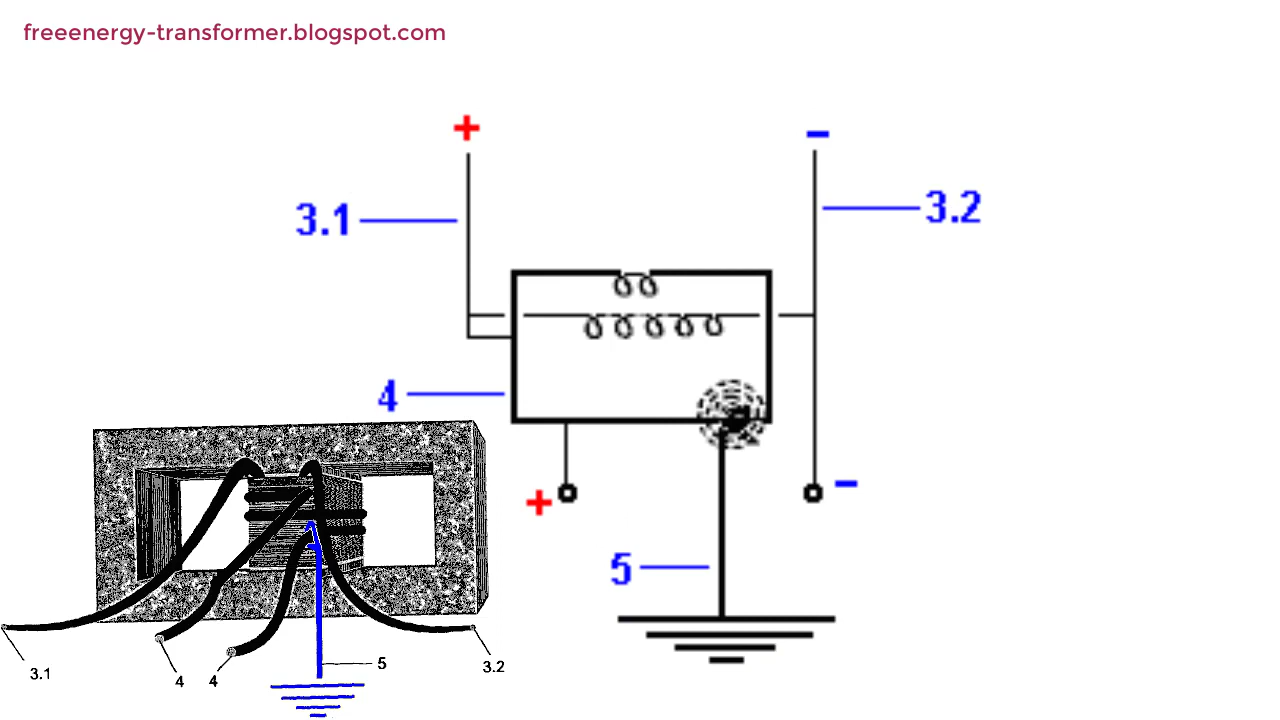 freeenergy-transformer.blogspot.com
+ -
3.1 3.2
4
+ -
5
3.1 4 4 5 3.2